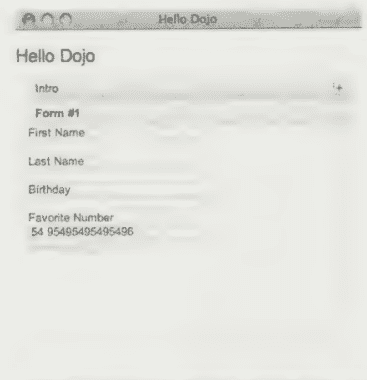 Hello Dojo
Hello Dojo
Intro
Form #1
First Name
Last Name
Birthday
Favorite Number
54 95495495495496